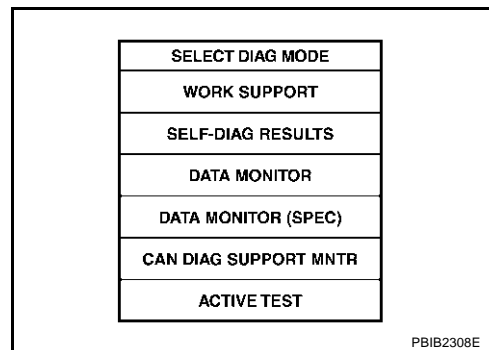 SELECT DIAG MODE
WORK SUPPORT
SELF-DIAG RESULTS
DATA MONITOR
DATA MONITOR (SPEC)
CAN DIAG SUPPORT MNTR
ACTIVE TEST
PBIB2308E